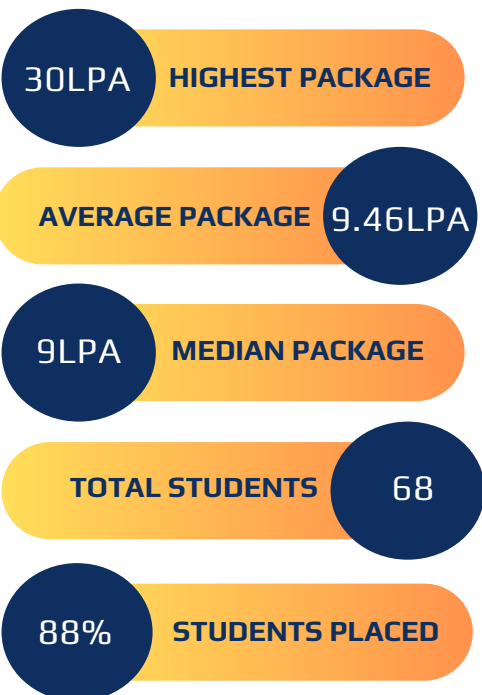 30LPA HIGHEST PACKAGE
AVERAGE PACKAGE 9.46LPA
9LPA MEDIAN PACKAGE
TOTAL STUDENTS 68
88% STUDENTS PLACED